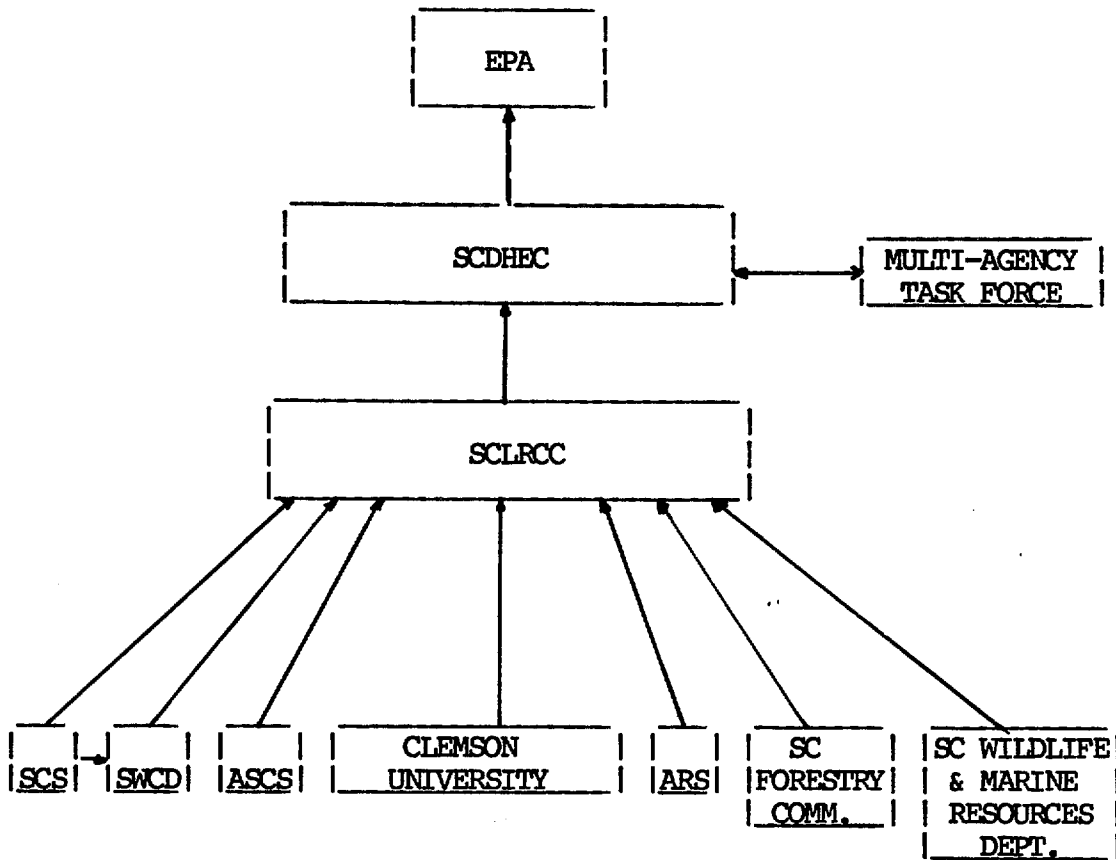 EPA
SCDHEC
MULTI-AGENCY
TASK FORCE
SCLRCC
SCS
SWCD
ASCS
CLEMSON
UNIVERSITY
ARS
SC
FORESTRY
COMM.
SC WILDLIFE
& MARINE
RESOURCES
DEPT.